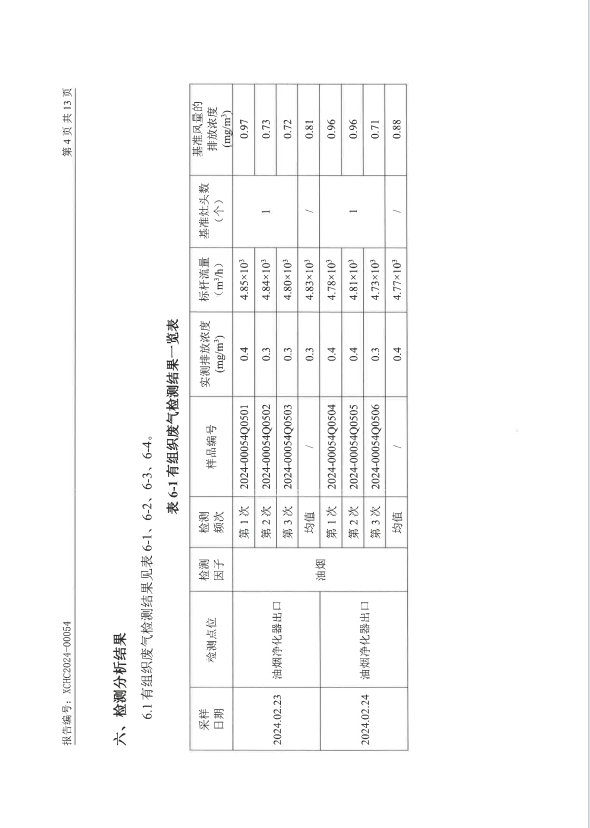 报告编号：XCHC2024-00054 第 4 页 共 13 页
六、检测分析结果
6.1 有组织废气检测结果见表 6-1、6-2、6-3、6-4。
表 6-1 有组织废气检测结果一览表
采样日期 检测点位 检测因子 检测频次 样品编号 实测排放浓度(mg/m³) 标杆流量（m³/h） 基准灶头数（个） 基准风量的排放浓度(mg/m³)
2024.02.23 油烟净化器出口 油烟 第 1 次 2024-00054Q0501 0.4 4.85×10³ 1 0.97
第 2 次 2024-00054Q0502 0.3 4.84×10³ 0.73
第 3 次 2024-00054Q0503 0.3 4.80×10³ 0.72
均值 / 0.3 4.83×10³ / 0.81
2024.02.24 油烟净化器出口 第 1 次 2024-00054Q0504 0.4 4.78×10³ 1 0.96
第 2 次 2024-00054Q0505 0.4 4.81×10³ 0.96
第 3 次 2024-00054Q0506 0.3 4.73×10³ 0.71
均值 / 0.4 4.77×10³ / 0.88